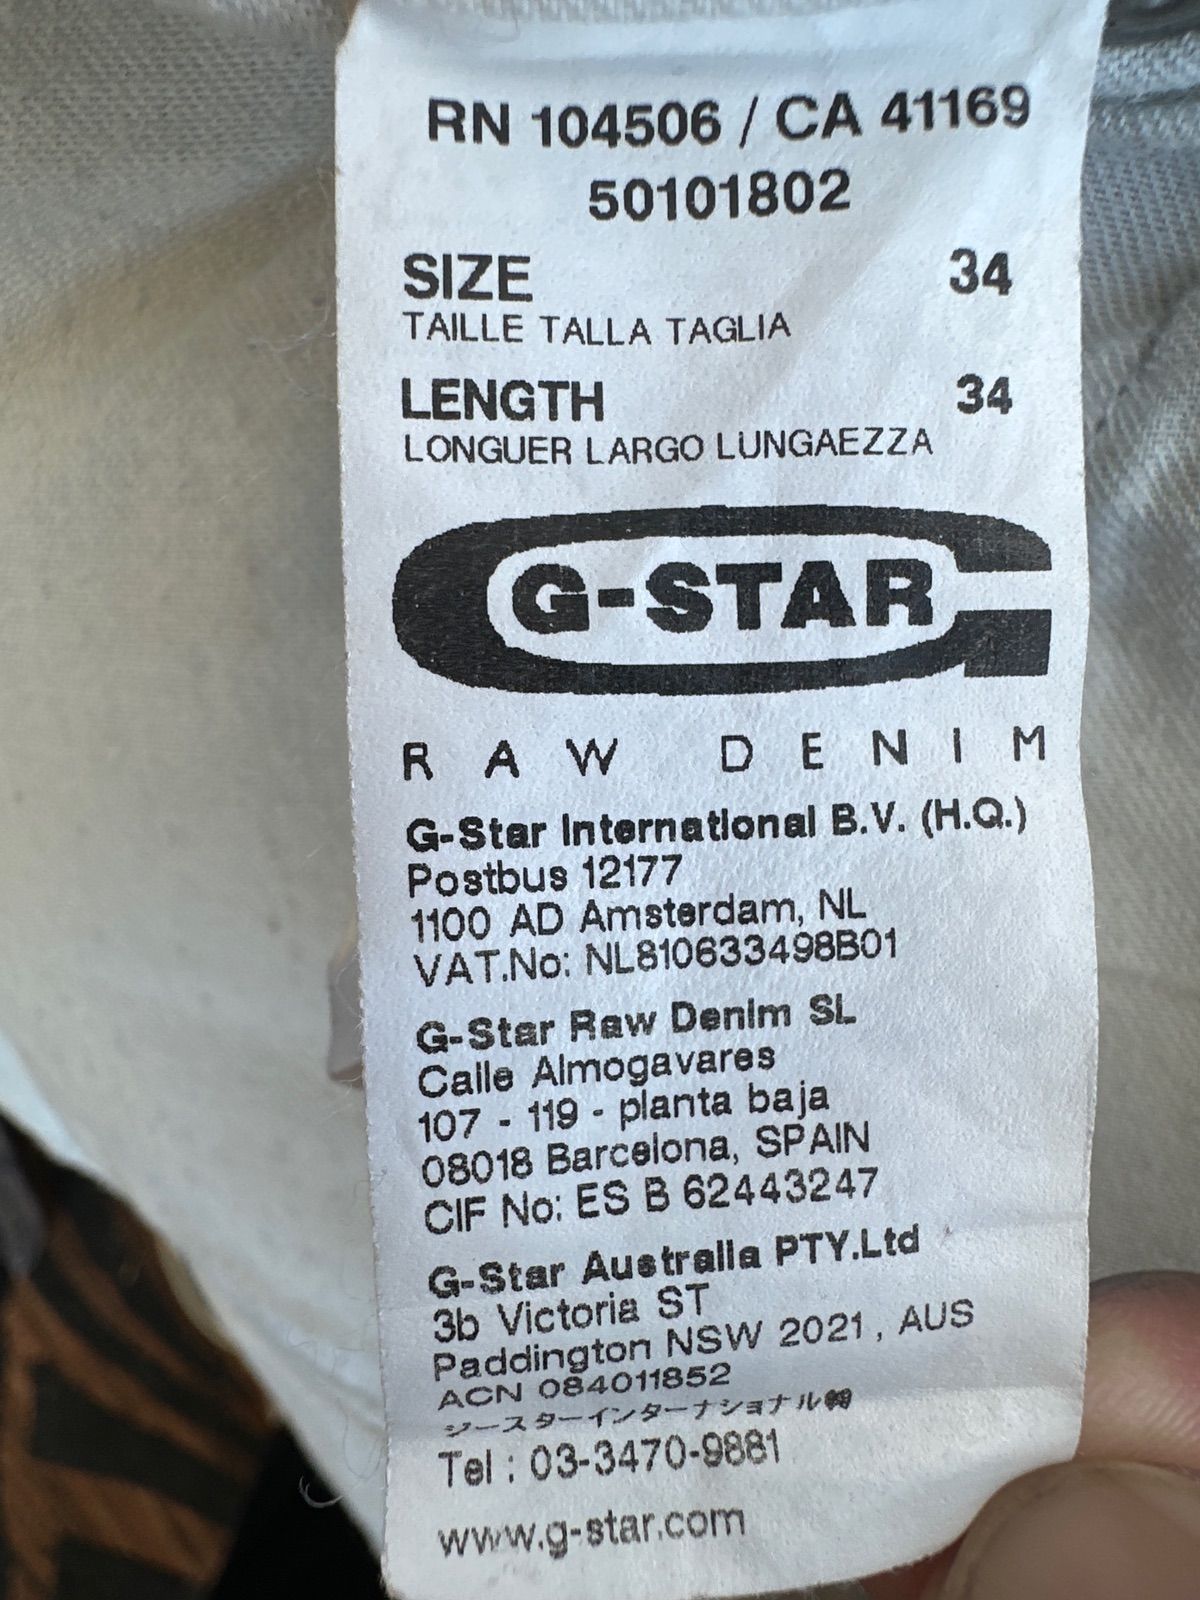 RN 104506 / CA 41169
50101802
SIZE 34
TAILLE TALLA TAGLIA
LENGTH 34
LONGUER LARGO LUNGAEZZA
G-STAR
RAW DENIM
G-Star International B.V. (H.Q.)
Postbus 12177
1100 AD Amsterdam, NL
VAT.No: NL810633498B01
G-Star Raw Denim SL
Calle Almogavares
107 - 119 - planta baja
08018 Barcelona, SPAIN
CIF No: ES B 62443247
G-Star Australia PTY.Ltd
3b Victoria ST
Paddington NSW 2021, AUS
ACN 084011852
ジースターインターナショナル㈱
Tel : 03-3470-9881
www.g-star.com